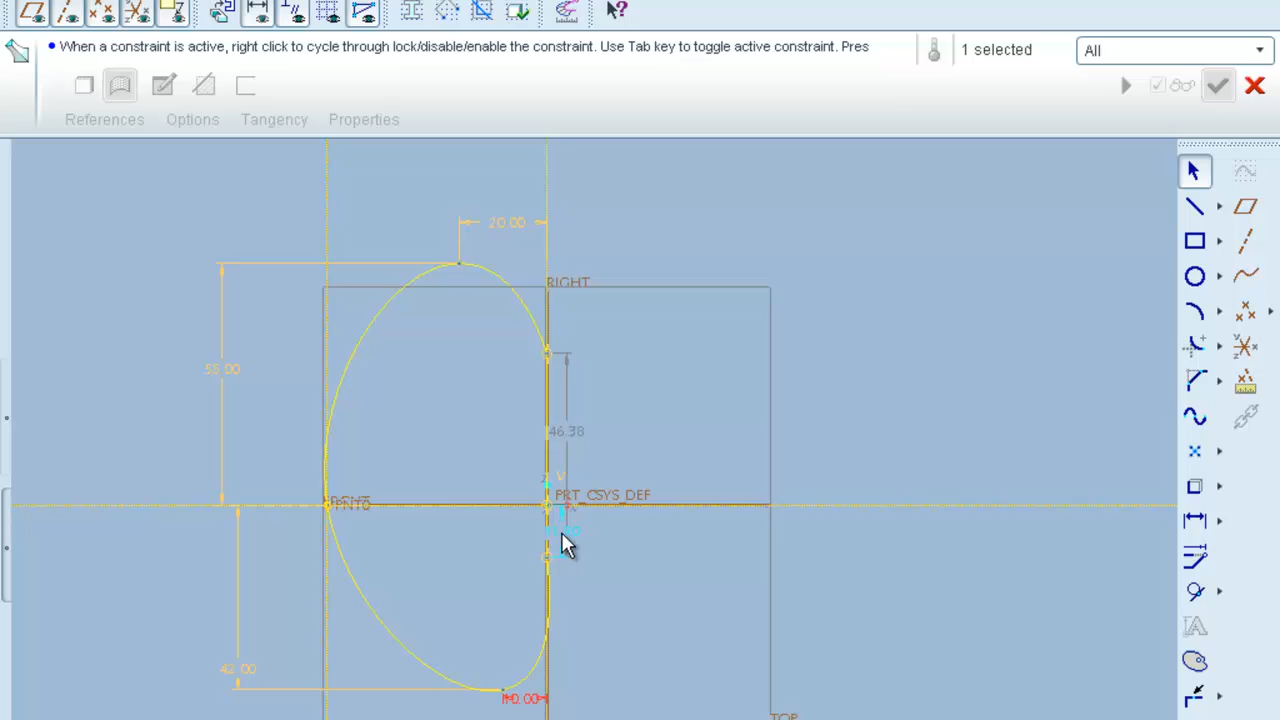 When a constraint is active, right click to cycle through lock/disable/enable the constraint. Use Tab key to toggle active constraint. Pres
1 selected
All
References
Options
Tangency
Properties
20.00
RIGHT
55.00
46.38
V
PRT_CSYS_DEF
PNT0
42.00
10.00
TOP